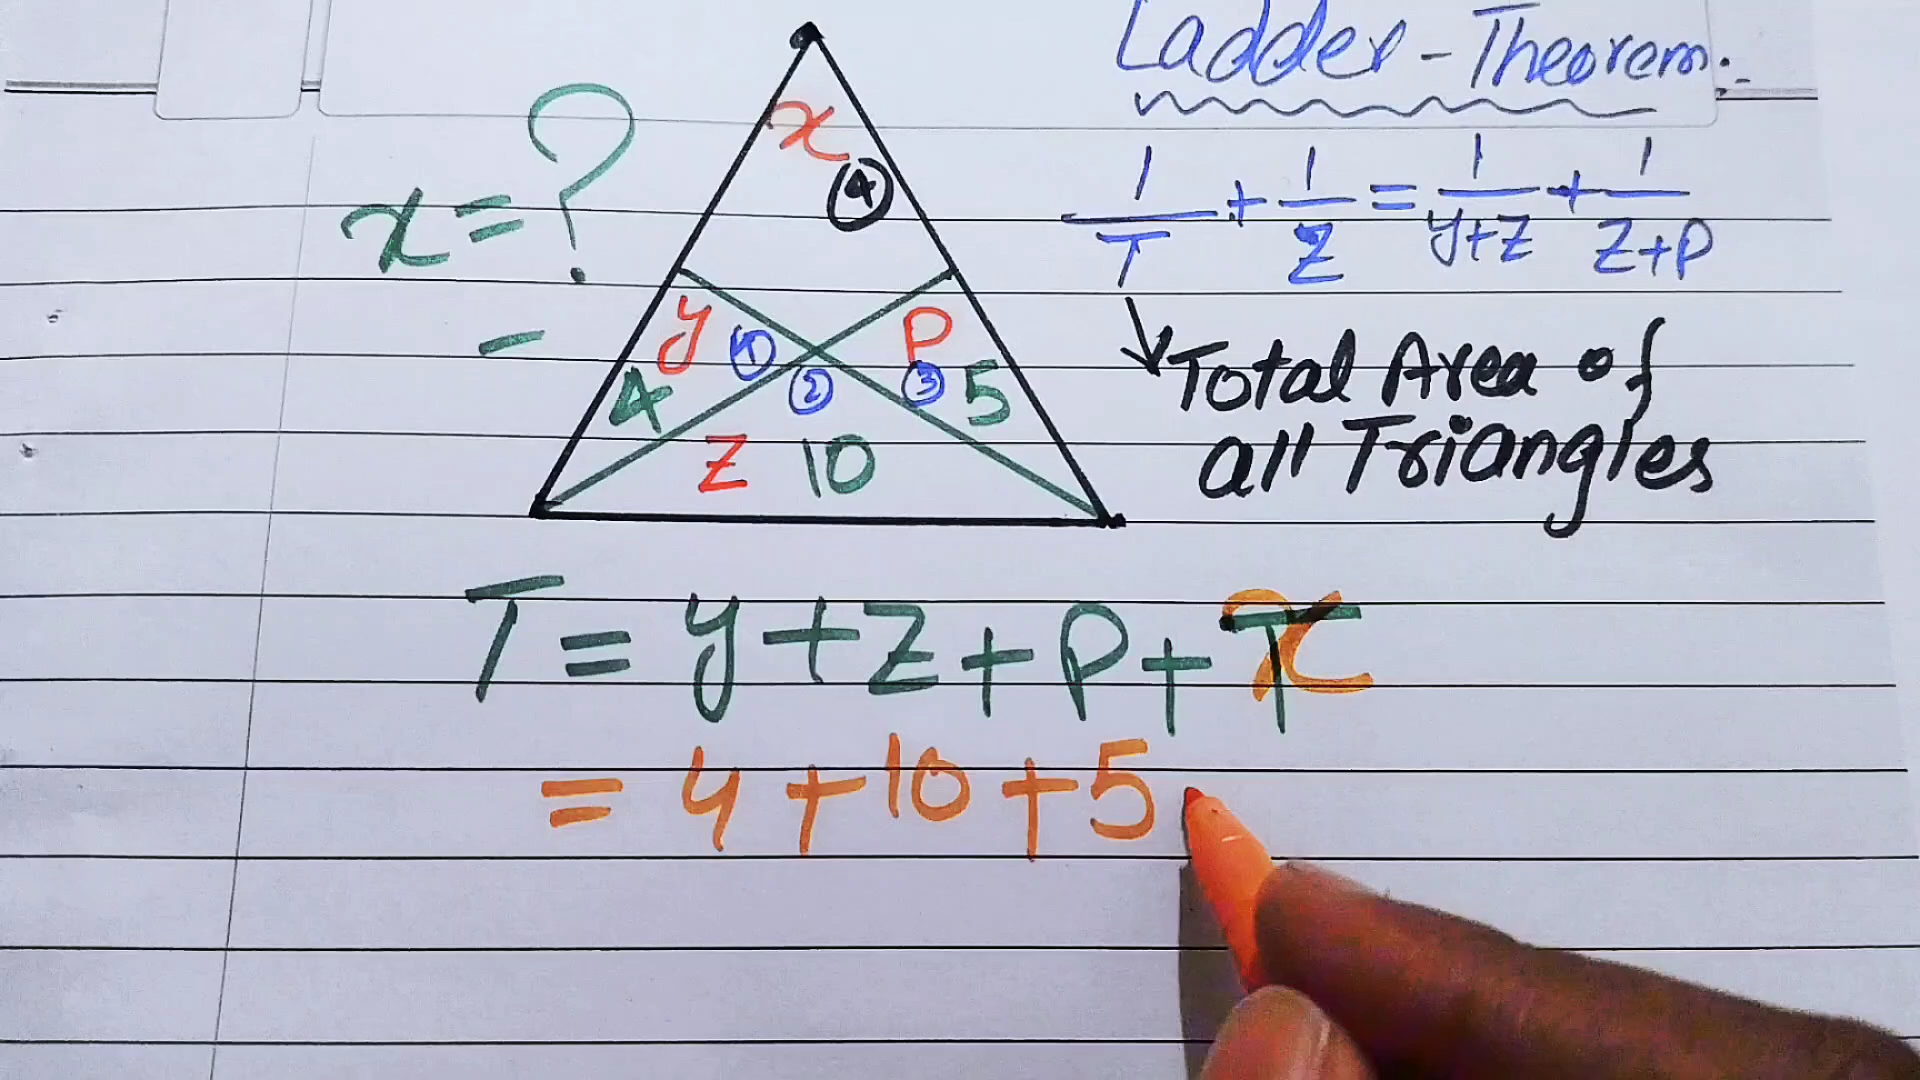 Ladder-Theorem:-
x=?
x
④
1/T + 1/Z = 1/y+z + 1/z+p
-
y ① p
② ③
4 5
z 10
Total Area of
all Triangles
T = y+z+p+x
= 4+10+5